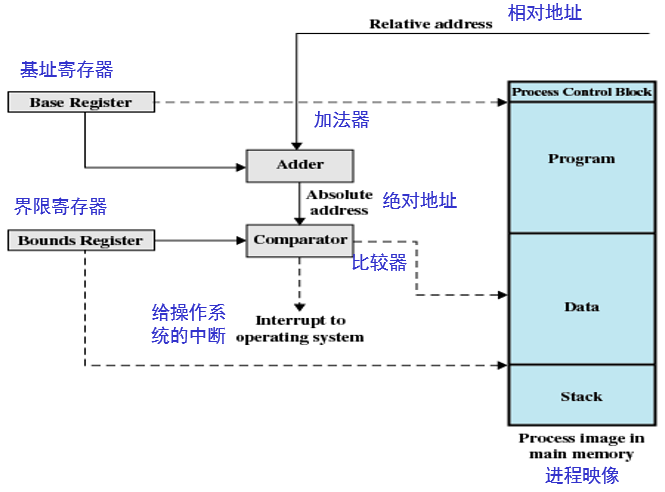 相对地址
Relative address
基址寄存器
Base Register
Process Control Block
加法器
Program
Adder
Absolute
address
绝对地址
界限寄存器
Bounds Register
Comparator
比较器
给操作系
统的中断
Interrupt to
operating system
Data
Stack
Process image in
main memory
进程映像